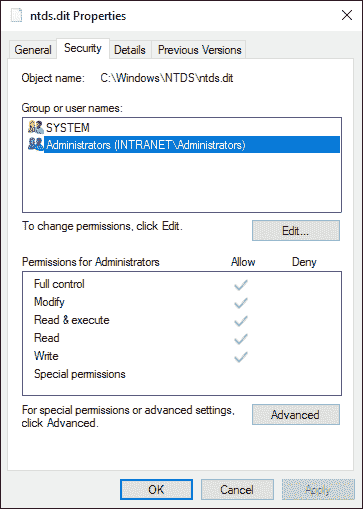 ntds.dit Properties
General Security Details Previous Versions
Object name: C:\Windows\NTDS\ntds.dit
Group or user names:
SYSTEM
Administrators (INTRANET\Administrators)
To change permissions, click Edit.
Edit...
Permissions for Administrators Allow Deny
Full control
Modify
Read & execute
Read
Write
Special permissions
For special permissions or advanced settings,
click Advanced.
Advanced
OK Cancel Apply